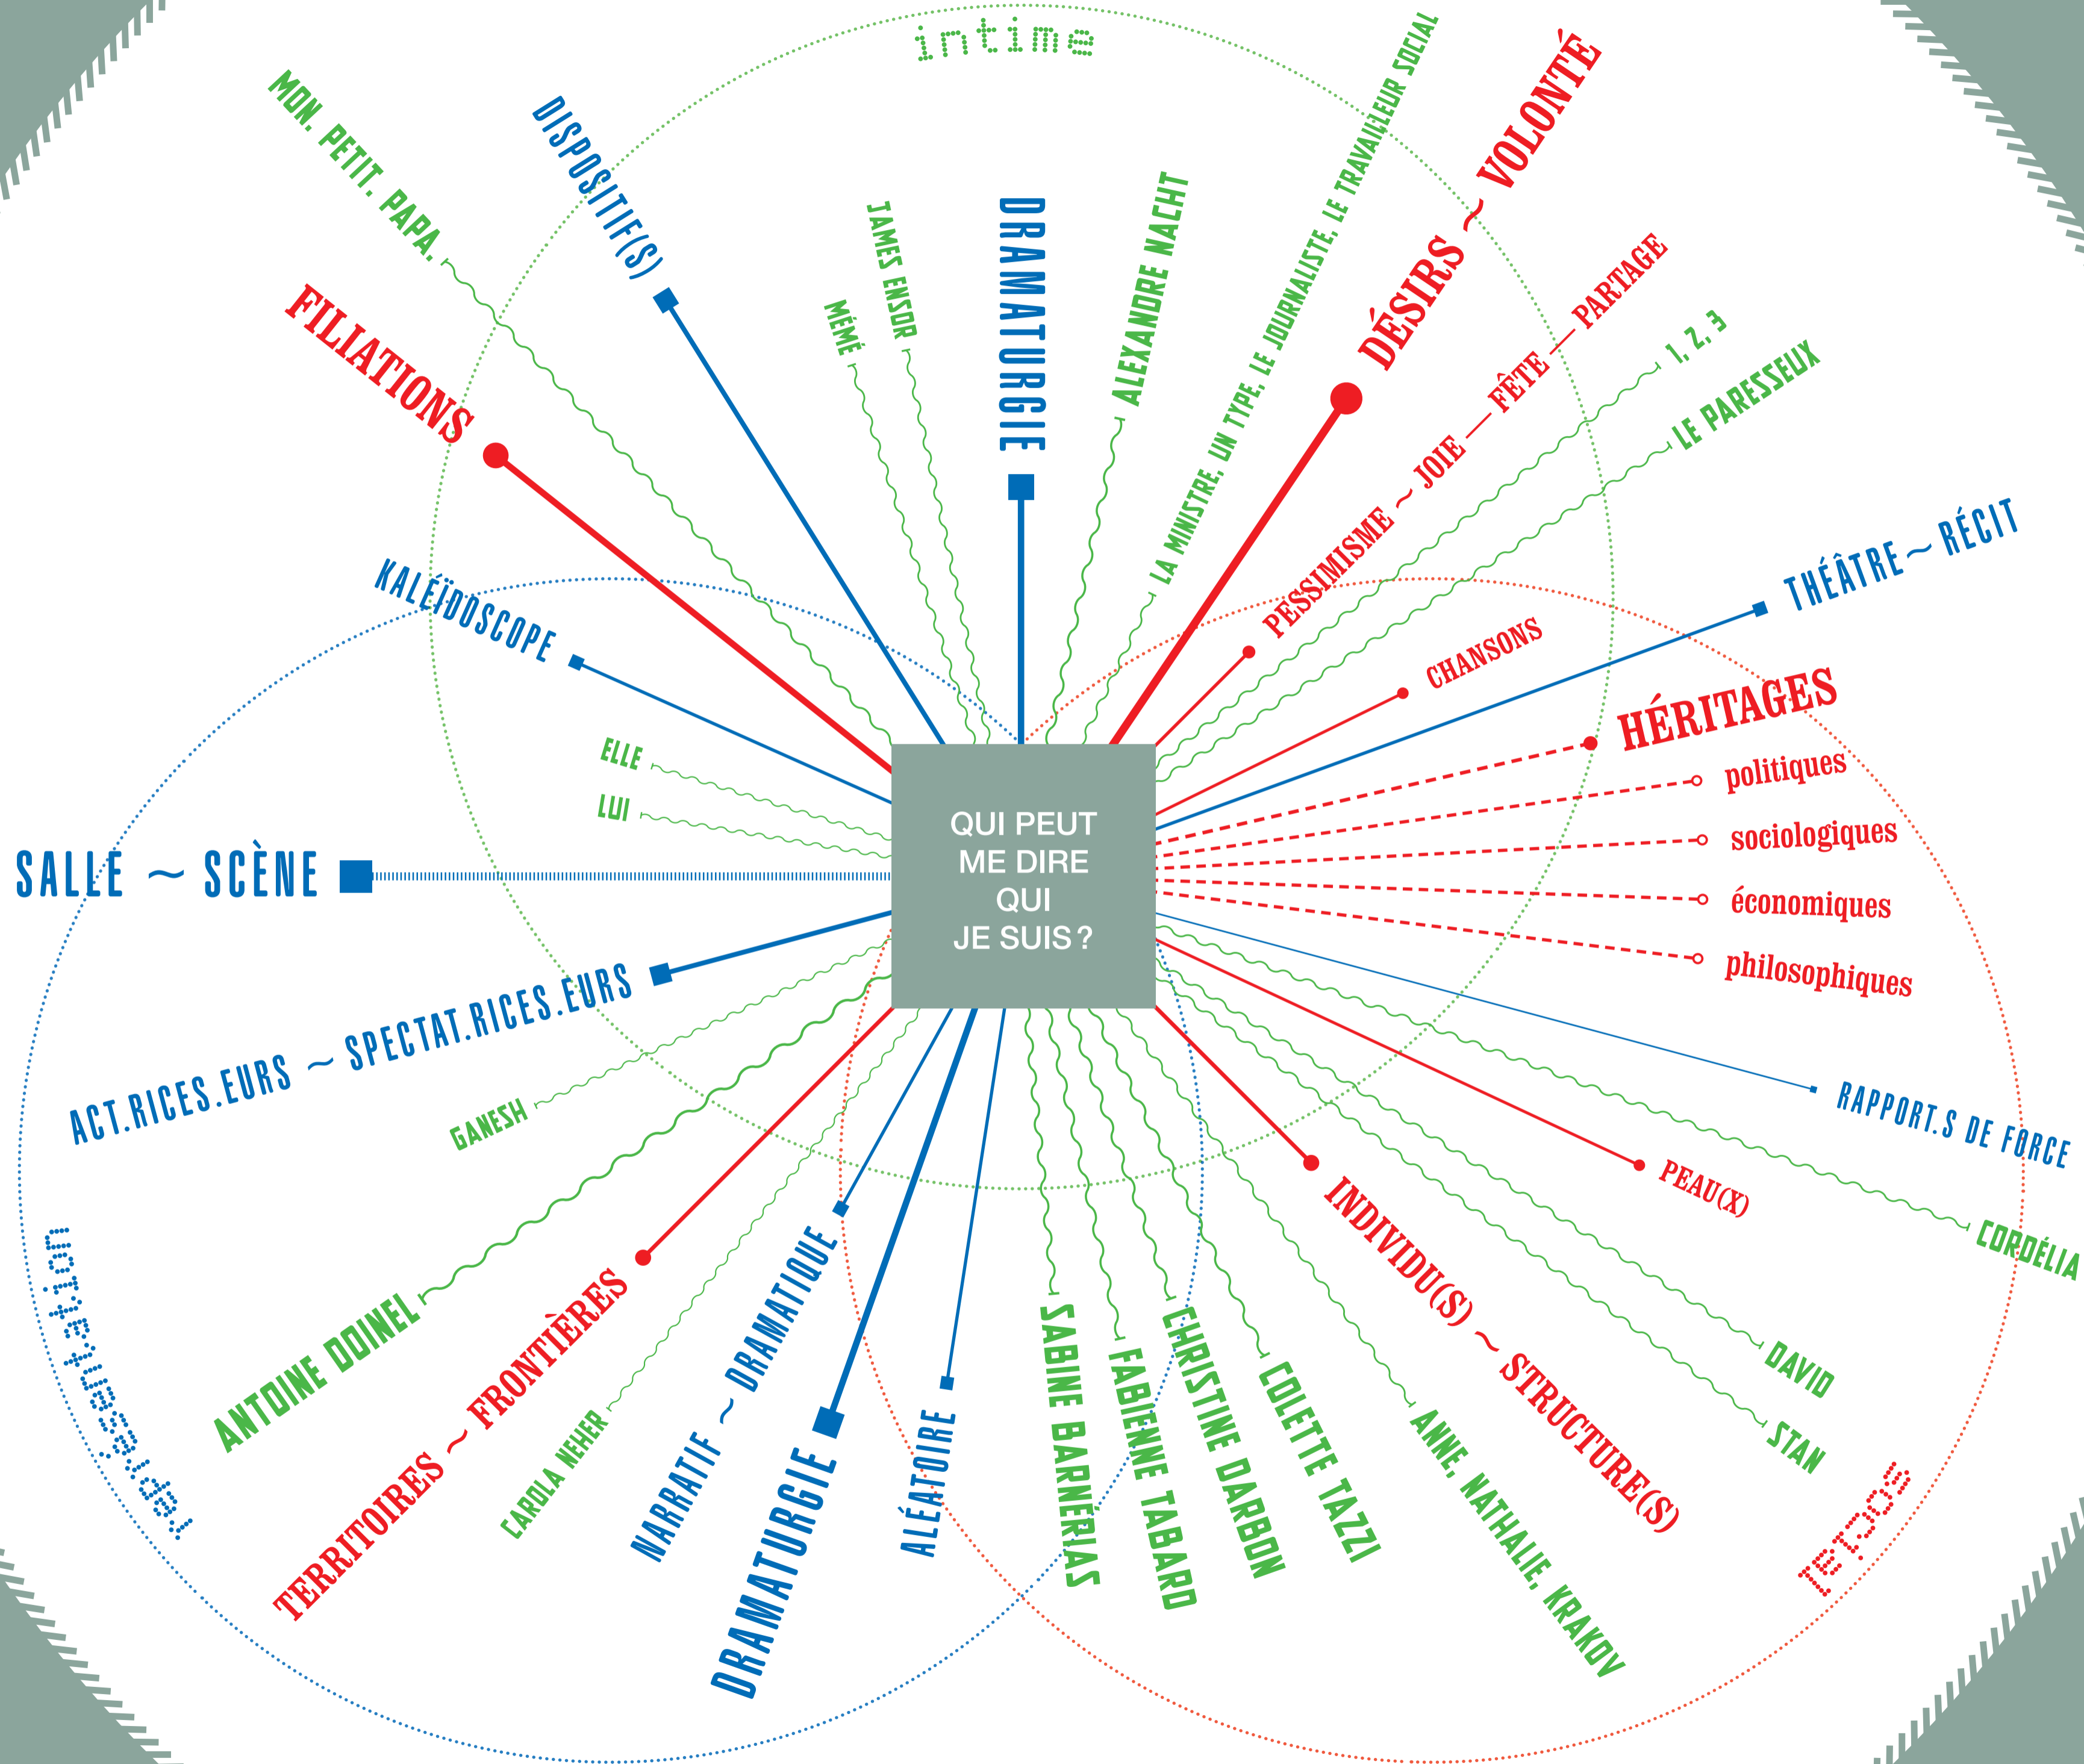 intime
MON. PETIT. PAPA.
DISPOSITIF(S)
JAMES ENSOR
MÉMÉ
DRAMATURGIE
ALEXANDRE NACHT
LA MINISTRE, UN TYPE, LE JOURNALISTE, LE TRAVAILLEUR SOCIAL
DÉSIRS ~ VOLONTÉ
PESSIMISME ~ JOIE — FÊTE — PARTAGE
1, 2, 3
LE PARESSEUX
FILIATIONS
KALÉÏDOSCOPE
CHANSONS
THÉÂTRE ~ RÉCIT
HÉRITAGES
politiques
sociologiques
économiques
philosophiques
ELLE
LUI
SALLE ~ SCÈNE
QUI PEUT
ME DIRE
QUI
JE SUIS ?
ACT.RICES.EURS ~ SPECTAT.RICES.EURS
GANESH
ANTOINE DOINEL
TERRITOIRES ~ FRONTIÈRES
CAROLA NEHER
NARRATIF ~ DRAMATIQUE
DRAMATURGIE
ALÉATOIRE
SABINE BARNERIAS
FABIENNE TABARD
CHRISTINE DARBON
COLETTE TAZZI
ANNE. NATHALIE. KRAKOV
INDIVIDU(S) ~ STRUCTURE(S)
STAN
DAVID
PEAU(X)
CORDÉLIA
RAPPORT.S DE FORCE